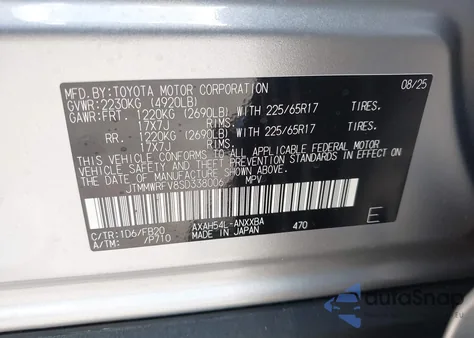 MFD.BY:TOYOTA MOTOR CORPORATION 08/25
GVWR:2230KG (4920LB)
GAWR:FRT. 1220KG (2690LB) WITH 225/65R17 TIRES.
17X7J RIMS.
RR. 1220KG (2690LB) WITH 225/65R17 TIRES.
17X7J RIMS.
THIS VEHICLE CONFORMS TO ALL APPLICABLE FEDERAL MOTOR
VEHICLE SAFETY AND THEFT PREVENTION STANDARDS IN EFFECT
ON THE DATE OF MANUFACTURE SHOWN ABOVE.
JTMMWRFV8SD338006 MPV
C/TR:1D6/FB20 AXAH54L-ANXXBA E
A/TM: /P710 MADE IN JAPAN 470
AutoSnap